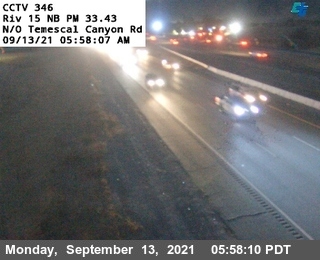 CCTV 346
Riv 15 NB PM 33.43
N/O Temescal Canyon Rd
09/13/21 05:58:07 AM
Monday, September 13, 2021 05:58:10 PDT